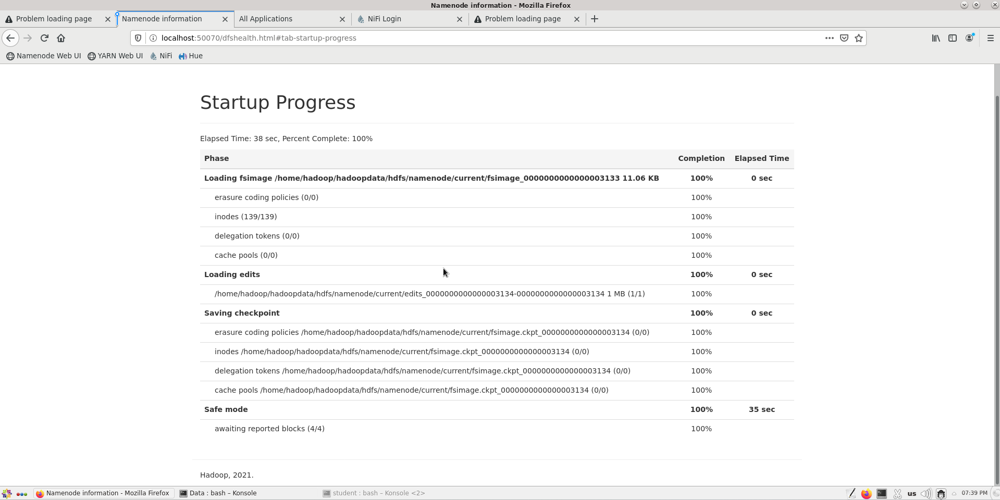 Namenode information - Mozilla Firefox
Problem loading page
Namenode information
All Applications
NiFi Login
Problem loading page
localhost:50070/dfshealth.html#tab-startup-progress
Namenode Web UI
YARN Web UI
NiFi
Hue
Startup Progress
Elapsed Time: 38 sec, Percent Complete: 100%
Phase Completion Elapsed Time
Loading fsimage /home/hadoop/hadoopdata/hdfs/namenode/current/fsimage_0000000000000003133 11.06 KB 100% 0 sec
erasure coding policies (0/0) 100%
inodes (139/139) 100%
delegation tokens (0/0) 100%
cache pools (0/0) 100%
Loading edits 100% 0 sec
/home/hadoop/hadoopdata/hdfs/namenode/current/edits_0000000000000003134-0000000000000003134 1 MB (1/1) 100%
Saving checkpoint 100% 0 sec
erasure coding policies /home/hadoop/hadoopdata/hdfs/namenode/current/fsimage.ckpt_0000000000000003134 (0/0) 100%
inodes /home/hadoop/hadoopdata/hdfs/namenode/current/fsimage.ckpt_0000000000000003134 (0/0) 100%
delegation tokens /home/hadoop/hadoopdata/hdfs/namenode/current/fsimage.ckpt_0000000000000003134 (0/0) 100%
cache pools /home/hadoop/hadoopdata/hdfs/namenode/current/fsimage.ckpt_0000000000000003134 (0/0) 100%
Safe mode 100% 35 sec
awaiting reported blocks (4/4) 100%
Hadoop, 2021.
Namenode information - Mozilla Firefox
Data : bash – Konsole
student : bash – Konsole <2>
us
07:39 PM